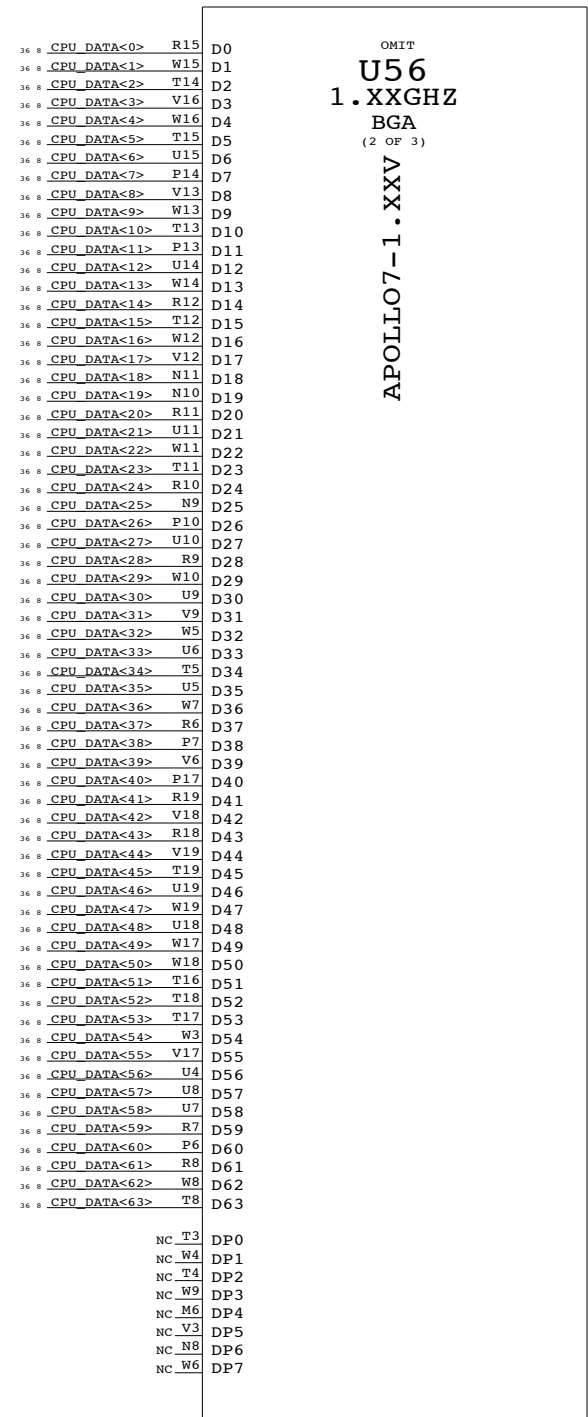 OMIT
U56
1.XXGHZ
BGA
(2 OF 3)
APOLLO7-1.XXV
36 8 CPU_DATA<0> R15 D0
36 8 CPU_DATA<1> W15 D1
36 8 CPU_DATA<2> T14 D2
36 8 CPU_DATA<3> V16 D3
36 8 CPU_DATA<4> W16 D4
36 8 CPU_DATA<5> T15 D5
36 8 CPU_DATA<6> U15 D6
36 8 CPU_DATA<7> P14 D7
36 8 CPU_DATA<8> V13 D8
36 8 CPU_DATA<9> W13 D9
36 8 CPU_DATA<10> T13 D10
36 8 CPU_DATA<11> P13 D11
36 8 CPU_DATA<12> U14 D12
36 8 CPU_DATA<13> W14 D13
36 8 CPU_DATA<14> R12 D14
36 8 CPU_DATA<15> T12 D15
36 8 CPU_DATA<16> W12 D16
36 8 CPU_DATA<17> V12 D17
36 8 CPU_DATA<18> N11 D18
36 8 CPU_DATA<19> N10 D19
36 8 CPU_DATA<20> R11 D20
36 8 CPU_DATA<21> U11 D21
36 8 CPU_DATA<22> W11 D22
36 8 CPU_DATA<23> T11 D23
36 8 CPU_DATA<24> R10 D24
36 8 CPU_DATA<25> N9 D25
36 8 CPU_DATA<26> P10 D26
36 8 CPU_DATA<27> U10 D27
36 8 CPU_DATA<28> R9 D28
36 8 CPU_DATA<29> W10 D29
36 8 CPU_DATA<30> U9 D30
36 8 CPU_DATA<31> V9 D31
36 8 CPU_DATA<32> W5 D32
36 8 CPU_DATA<33> U6 D33
36 8 CPU_DATA<34> T5 D34
36 8 CPU_DATA<35> U5 D35
36 8 CPU_DATA<36> W7 D36
36 8 CPU_DATA<37> R6 D37
36 8 CPU_DATA<38> P7 D38
36 8 CPU_DATA<39> V6 D39
36 8 CPU_DATA<40> P17 D40
36 8 CPU_DATA<41> R19 D41
36 8 CPU_DATA<42> V18 D42
36 8 CPU_DATA<43> R18 D43
36 8 CPU_DATA<44> V19 D44
36 8 CPU_DATA<45> T19 D45
36 8 CPU_DATA<46> U19 D46
36 8 CPU_DATA<47> W19 D47
36 8 CPU_DATA<48> U18 D48
36 8 CPU_DATA<49> W17 D49
36 8 CPU_DATA<50> W18 D50
36 8 CPU_DATA<51> T16 D51
36 8 CPU_DATA<52> T18 D52
36 8 CPU_DATA<53> T17 D53
36 8 CPU_DATA<54> W3 D54
36 8 CPU_DATA<55> V17 D55
36 8 CPU_DATA<56> U4 D56
36 8 CPU_DATA<57> U8 D57
36 8 CPU_DATA<58> U7 D58
36 8 CPU_DATA<59> R7 D59
36 8 CPU_DATA<60> P6 D60
36 8 CPU_DATA<61> R8 D61
36 8 CPU_DATA<62> W8 D62
36 8 CPU_DATA<63> T8 D63
NC T3 DP0
NC W4 DP1
NC T4 DP2
NC W9 DP3
NC M6 DP4
NC V3 DP5
NC N8 DP6
NC W6 DP7